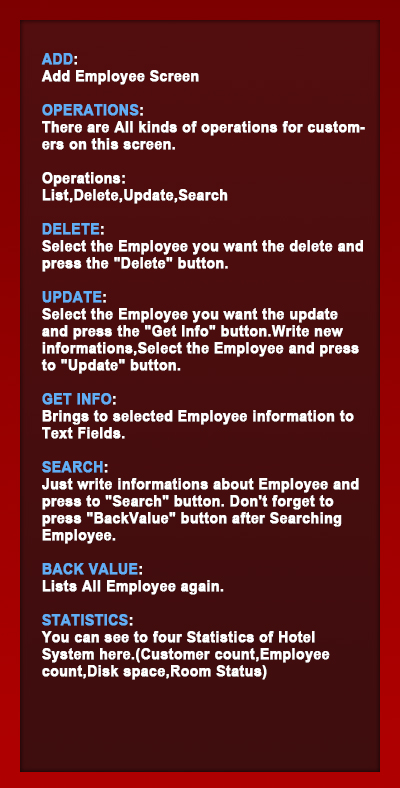 ADD:
Add Employee Screen
OPERATIONS:
There are All kinds of operations for custom-
ers on this screen.
Operations:
List,Delete,Update,Search
DELETE:
Select the Employee you want the delete and
press the "Delete" button.
UPDATE:
Select the Employee you want the update
and press the "Get Info" button.Write new
informations,Select the Employee and press
to "Update" button.
GET INFO:
Brings to selected Employee information to
Text Fields.
SEARCH:
Just write informations about Employee and
press to "Search" button. Don't forget to
press "BackValue" button after Searching
Employee.
BACK VALUE:
Lists All Employee again.
STATISTICS:
You can see to four Statistics of Hotel
System here.(Customer count,Employee
count,Disk space,Room Status)